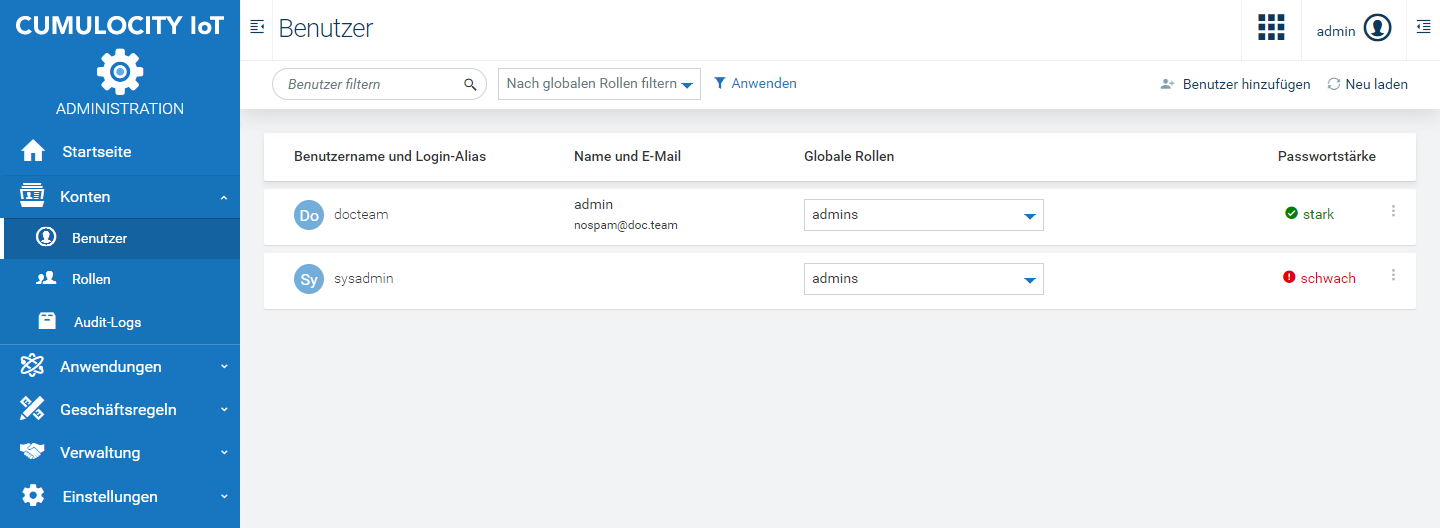 CUMULOCITY IoT
ADMINISTRATION
Startseite
Konten
Benutzer
Rollen
Audit-Logs
Anwendungen
Geschäftsregeln
Verwaltung
Einstellungen
Benutzer
admin
Benutzer filtern
Nach globalen Rollen filtern
Anwenden
Benutzer hinzufügen
Neu laden
Benutzername und Login-Alias Name und E-Mail Globale Rollen Passwortstärke
Do docteam admin admins stark
nospam@doc.team
Sy sysadmin admins schwach